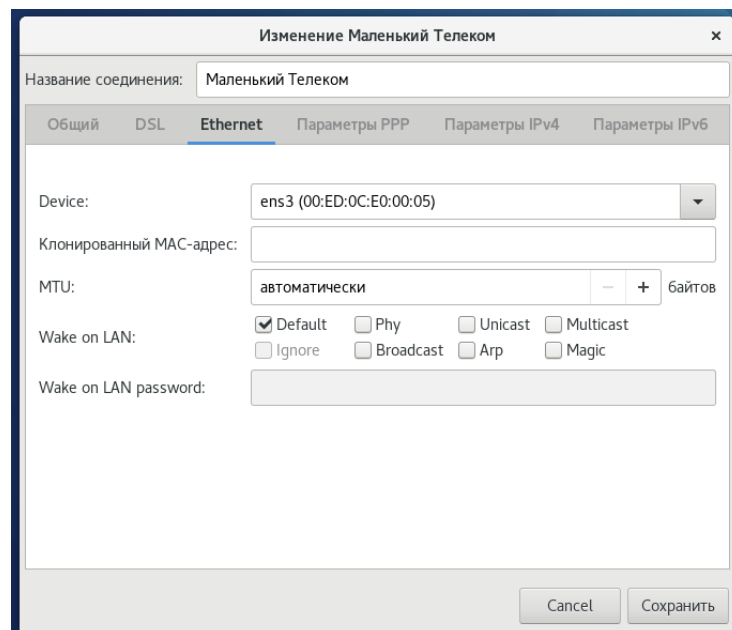 Изменение Маленький Телеком ×
Название соединения: Маленький Телеком
Общий DSL Ethernet Параметры PPP Параметры IPv4 Параметры IPv6
Device: ens3 (00:ED:0C:E0:00:05)
Клонированный MAC-адрес:
MTU: автоматически − + байтов
Wake on LAN:
Default Phy Unicast Multicast
Ignore Broadcast Arp Magic
Wake on LAN password:
Cancel Сохранить